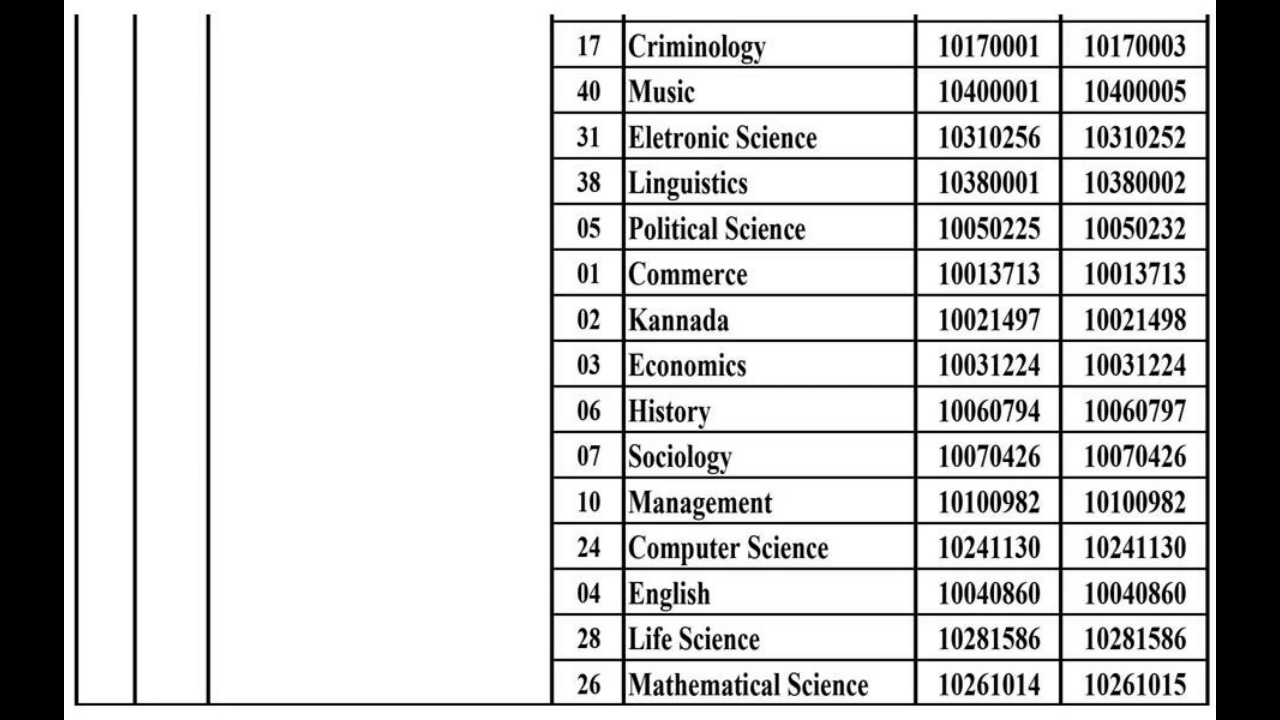 17 Criminology 10170001 10170003
40 Music 10400001 10400005
31 Eletronic Science 10310256 10310252
38 Linguistics 10380001 10380002
05 Political Science 10050225 10050232
01 Commerce 10013713 10013713
02 Kannada 10021497 10021498
03 Economics 10031224 10031224
06 History 10060794 10060797
07 Sociology 10070426 10070426
10 Management 10100982 10100982
24 Computer Science 10241130 10241130
04 English 10040860 10040860
28 Life Science 10281586 10281586
26 Mathematical Science 10261014 10261015